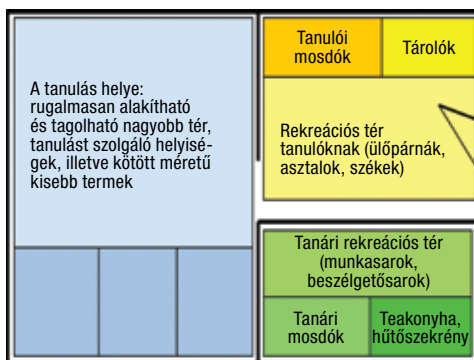 A tanulás helye:
rugalmasan alakítható
és tagolható nagyobb tér,
tanulást szolgáló helyisé-
gek, illetve kötött méretű
kisebb termek
Tanulói
mosdók
Tárolók
Rekreációs tér
tanulóknak (ülőpárnák,
asztalok, székek)
Tanári rekreációs tér
(munkasarok,
beszélgetősarok)
Tanári
mosdók
Teakonyha,
hűtőszekrény